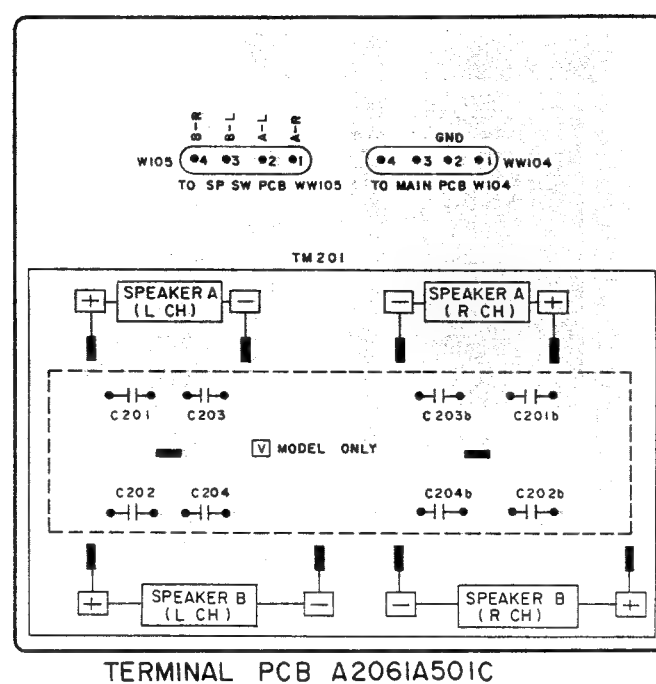 B-R B-L A-L A-R
GND
W105 4 3 2 1
4 3 2 1 WW104
TO SP SW PCB WW105
TO MAIN PCB W104
TM201
+ SPEAKER A −
(L CH)
− SPEAKER A +
(R CH)
C201 C203
C203b C201b
V MODEL ONLY
C202 C204
C204b C202b
+ SPEAKER B −
(L CH)
− SPEAKER B +
(R CH)
TERMINAL PCB A2061A501C